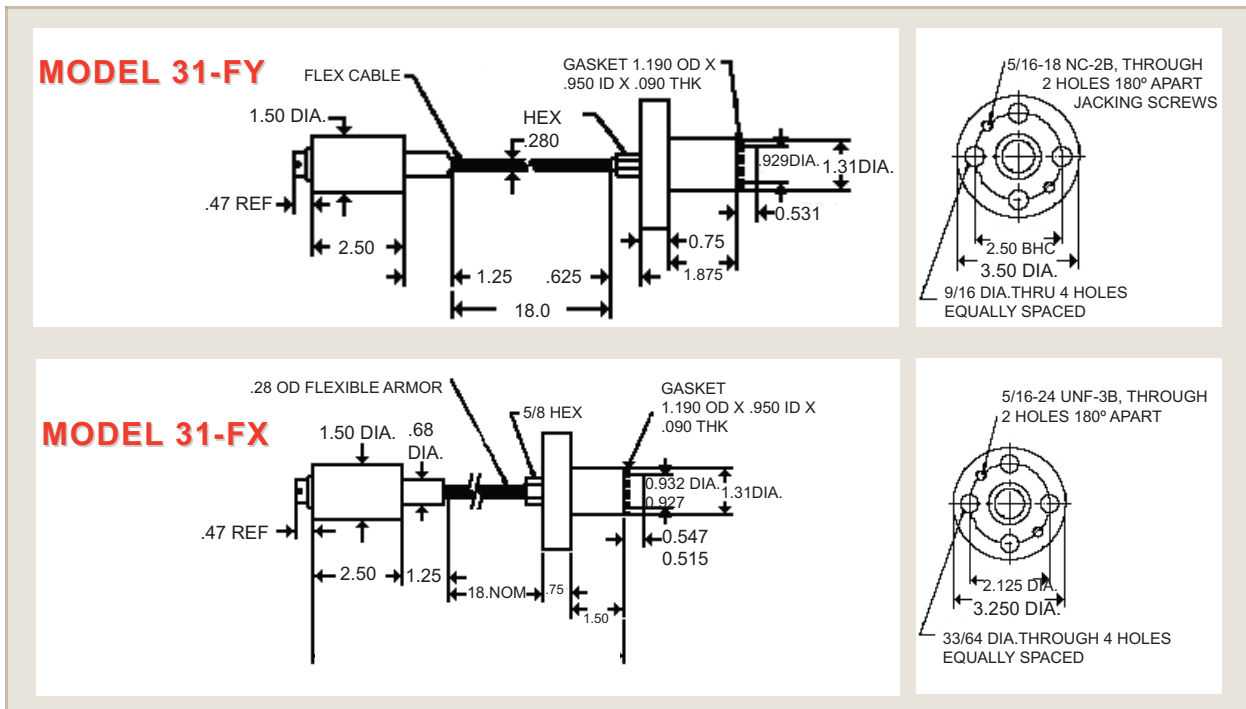 MODEL 31-FY
FLEX CABLE
GASKET 1.190 OD X
.950 ID X .090 THK
1.50 DIA.
HEX
.280
.929DIA.
1.31DIA.
.47 REF
0.531
2.50
0.75
1.25
.625
1.875
18.0
5/16-18 NC-2B, THROUGH
2 HOLES 180º APART
JACKING SCREWS
2.50 BHC
3.50 DIA.
9/16 DIA.THRU 4 HOLES
EQUALLY SPACED
MODEL 31-FX
.28 OD FLEXIBLE ARMOR
GASKET
1.190 OD X .950 ID X
.090 THK
5/8 HEX
1.50 DIA.
.68
DIA.
0.932 DIA.
0.927
1.31DIA.
.47 REF
0.547
0.515
2.50
1.25
18.NOM
.75
1.50
5/16-24 UNF-3B, THROUGH
2 HOLES 180º APART
2.125 DIA.
3.250 DIA.
33/64 DIA.THROUGH 4 HOLES
EQUALLY SPACED